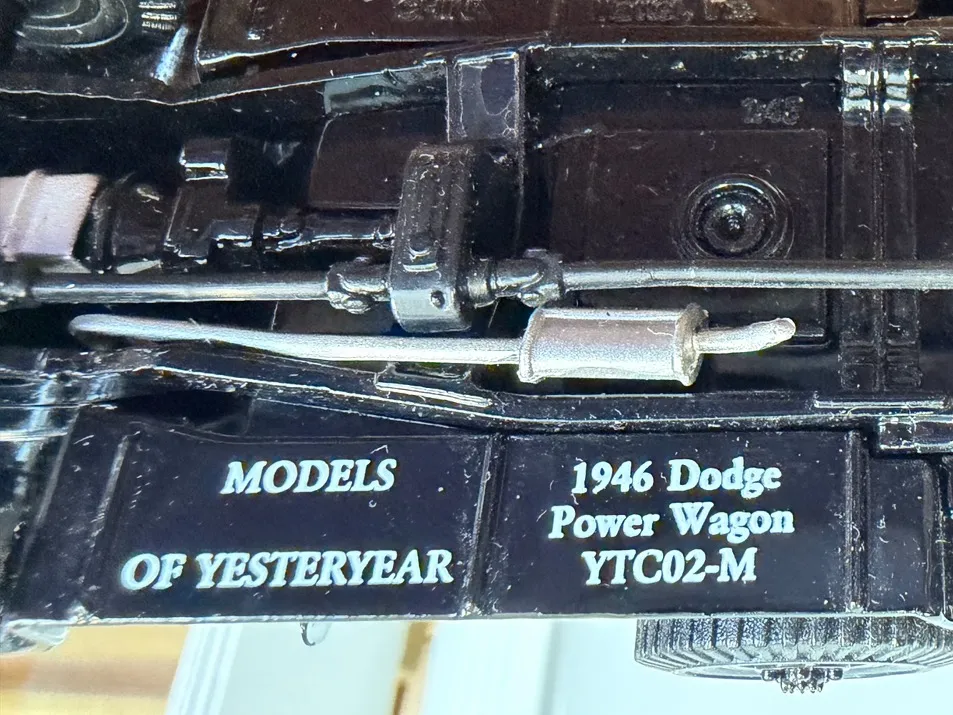 MODELS
OF YESTERYEAR
1946 Dodge
Power Wagon
YTC02-M